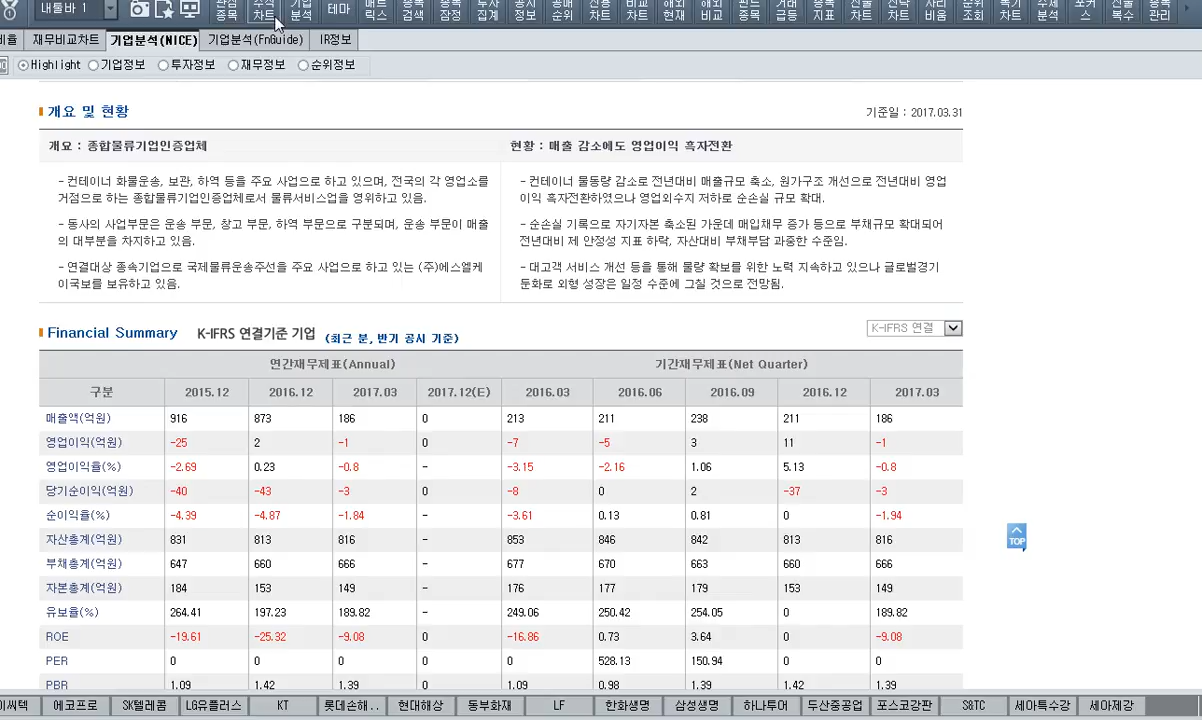 내툴바 1 관심 수식 기업 테마 매트 종목 종목 투자 공시 공매 신용 비교 해외 해외 펀드 거래 종목 진술 전략 사리 순위 복기 수체 포커 진물 종목
종목 차트 분석 릭스 검색 잠정 집계 정보 순위 차트 차트 현재 비교 종목 급등 지표 차트 차트 비움 조회 차트 분석 스 복수 관리
비율 재무비교차트 기업분석(NICE) 기업분석(FnGuide) IR정보
Highlight 기업정보 투자정보 재무정보 순위정보
개요 및 현황 기준일 : 2017.03.31
개요 : 종합물류기업인증업체 현황 : 매출 감소에도 영업이익 흑자전환
- 컨테이너 화물운송, 보관, 하역 등을 주요 사업으로 하고 있으며, 전국의 각 영업소를
거점으로 하는 종합물류기업인증업체로서 물류서비스업을 영위하고 있음.
- 동사의 사업부문은 운송 부문, 창고 부문, 하역 부문으로 구분되며, 운송 부문이 매출
의 대부분을 차지하고 있음.
- 연결대상 종속기업으로 국제물류운송주선을 주요 사업으로 하고 있는 (주)에스엘케
이국보를 보유하고 있음.
- 컨테이너 물동량 감소로 전년대비 매출규모 축소, 원가구조 개선으로 전년대비 영업
이익 흑자전환하였으나 영업외수지 저하로 순손실 규모 확대.
- 순손실 기록으로 자기자본 축소된 가운데 매입채무 증가 등으로 부채규모 확대되어
전년대비 제 안정성 지표 하락, 자산대비 부채부담 과중한 수준임.
- 대고객 서비스 개선 등을 통해 물량 확보를 위한 노력 지속하고 있으나 글로벌경기
둔화로 외형 성장은 일정 수준에 그칠 것으로 전망됨.
Financial Summary K-IFRS 연결기준 기업 (최근 분, 반기 공시 기준) K-IFRS 연결
연간재무제표(Annual) 기간재무제표(Net Quarter)
구분 2015.12 2016.12 2017.03 2017.12(E) 2016.03 2016.06 2016.09 2016.12 2017.03
매출액(억원) 916 873 186 0 213 211 238 211 186
영업이익(억원) -25 2 -1 0 -7 -5 3 11 -1
영업이익률(%) -2.69 0.23 -0.8 - -3.15 -2.16 1.06 5.13 -0.8
당기순이익(억원) -40 -43 -3 0 -8 0 2 -37 -3
순이익률(%) -4.39 -4.87 -1.84 - -3.61 0.13 0.81 0 -1.94
자산총계(억원) 831 813 816 - 853 846 842 813 816
부채총계(억원) 647 660 666 - 677 670 663 660 666
자본총계(억원) 184 153 149 - 176 177 179 153 149
유보율(%) 264.41 197.23 189.82 - 249.06 250.42 254.05 0 189.82
ROE -19.61 -25.32 -9.08 0 -16.86 0.73 3.64 0 -9.08
PER 0 0 0 0 0 528.13 150.94 0 0
PBR 1.09 1.42 1.39 0 1.09 0.98 1.39 1.42 1.39
TOP
이씨텍 에코프로 SK텔레콤 LG유플러스 KT 롯데손해.. 현대해상 동부화재 LF 한화생명 삼성생명 하나투어 두산중공업 포스코강판 S&TC 세아특수강 세아제강